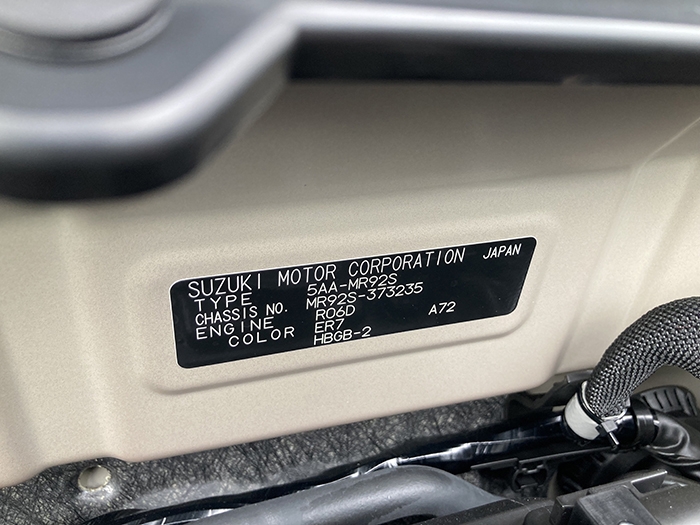 SUZUKI MOTOR CORPORATION JAPAN
TYPE 5AA-MR92S
CHASSIS NO. MR92S-373235
ENGINE R06D A72
COLOR ER7
HBGB-2